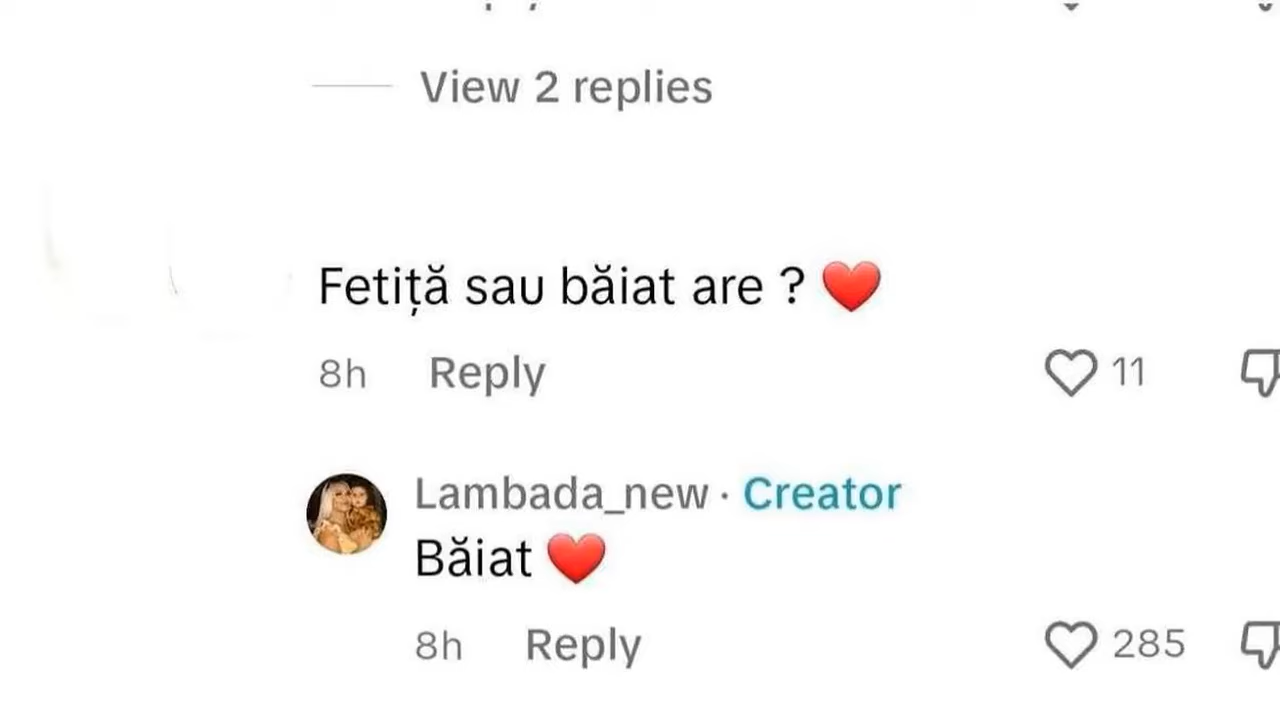 View 2 replies
Fetiță sau băiat are ? ❤️
8h Reply 11
Lambada_new · Creator
Băiat ❤️
8h Reply 285